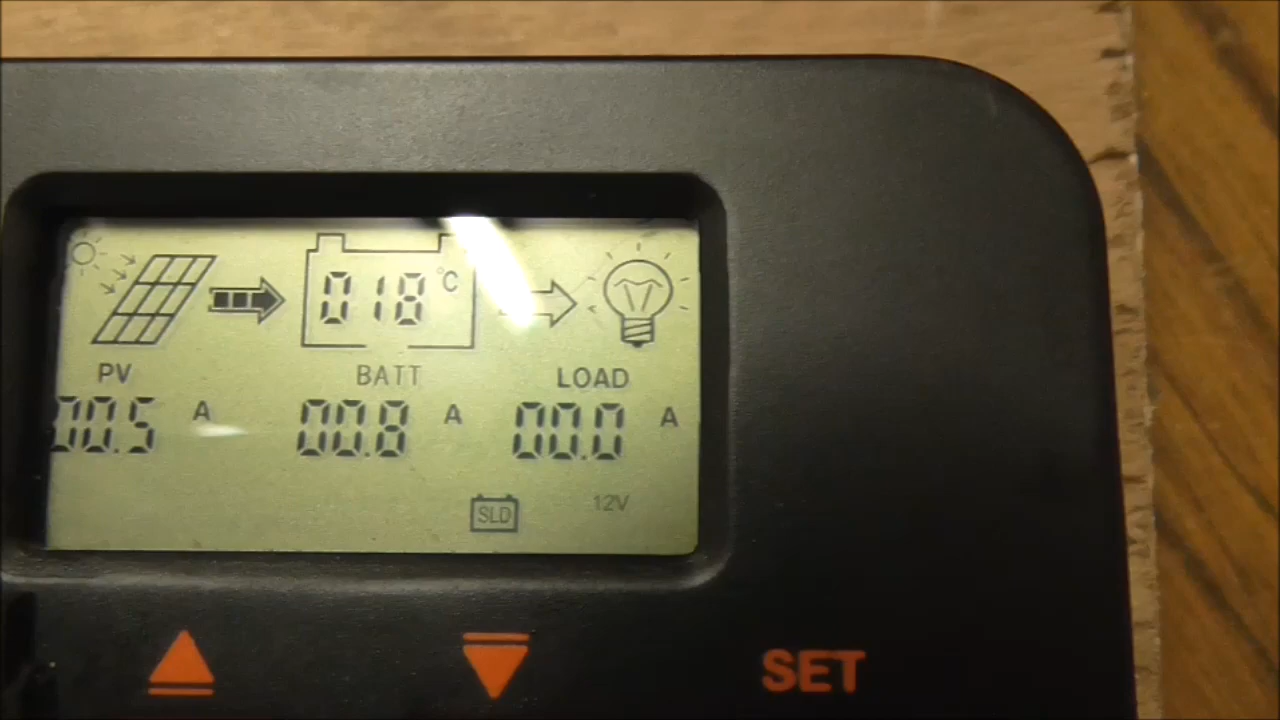 018 °C
PV BATT LOAD
00.5 A 00.8 A 00.0 A
SLD 12V
SET